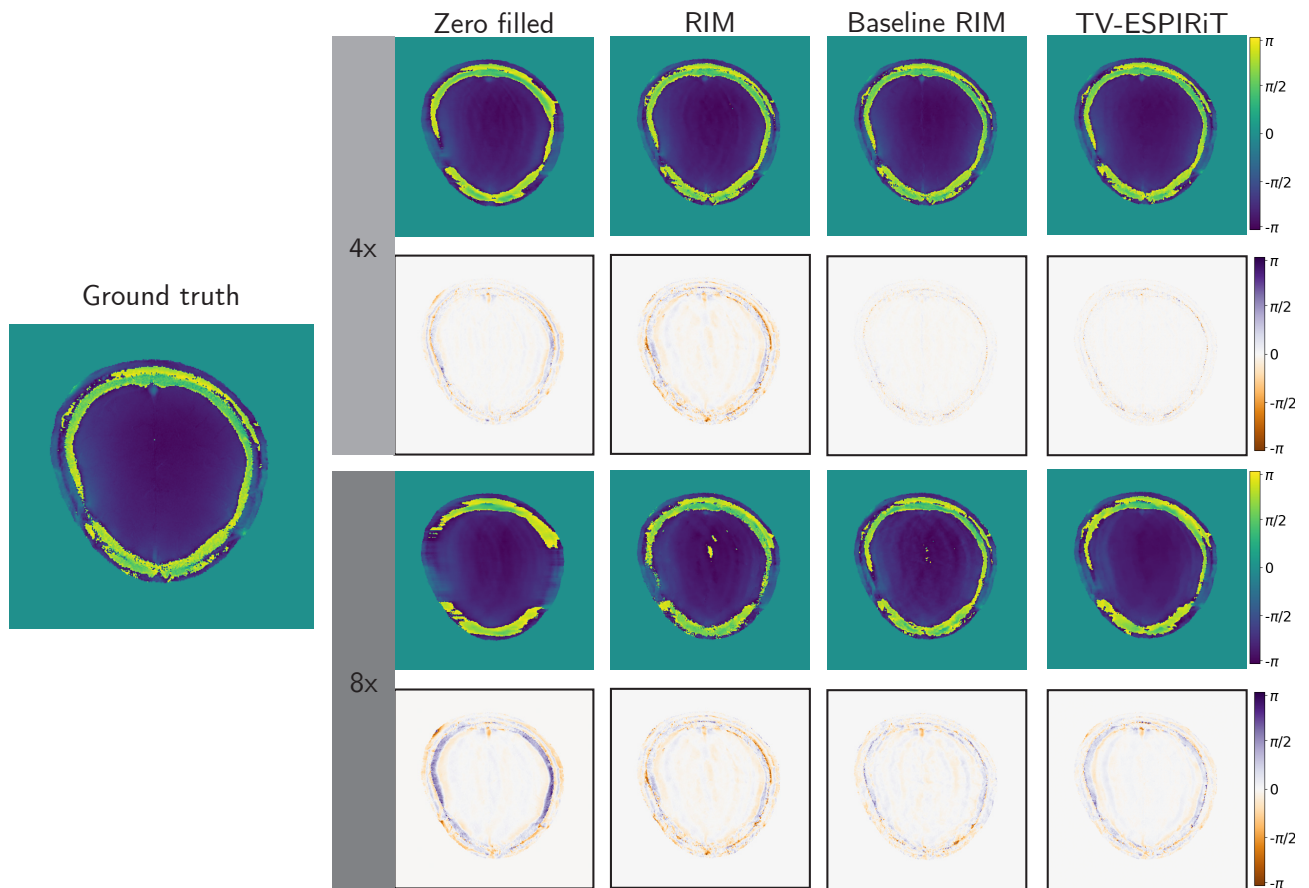 Zero filled RIM Baseline RIM TV-ESPIRiT
π
π/2
0
-π/2
-π
4x
π
π/2
0
-π/2
-π
Ground truth
π
π/2
0
-π/2
-π
8x
π
π/2
0
-π/2
-π